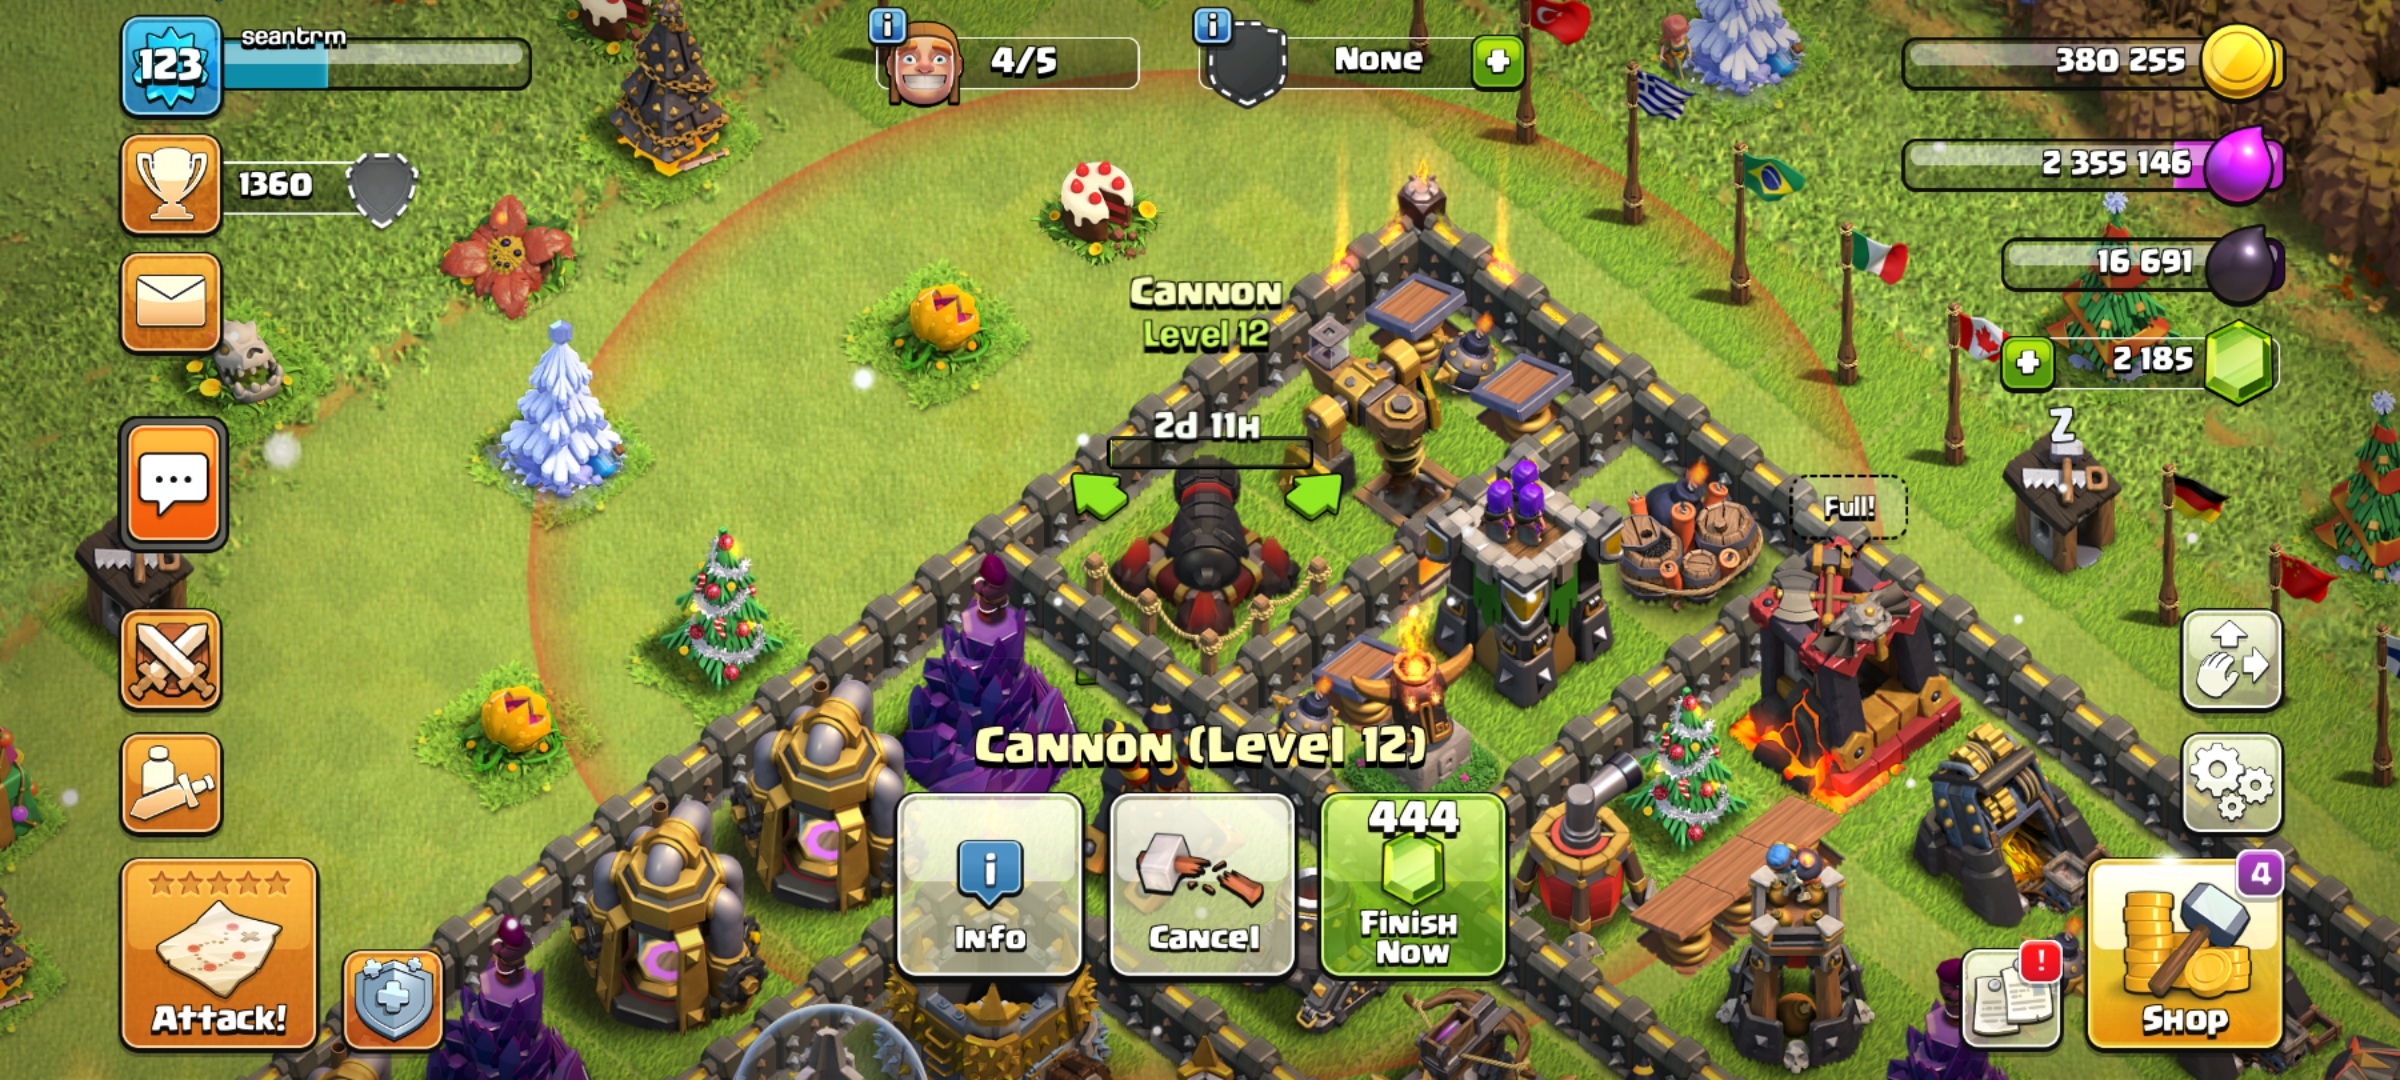 seantrm
123
4/5
None
380 255
1360
2 355 146
16 691
2 185
Cannon
Level 12
2d 11h
Z
Full!
Cannon (Level 12)
Info
Cancel
444
Finish
Now
Attack!
4
!
Shop